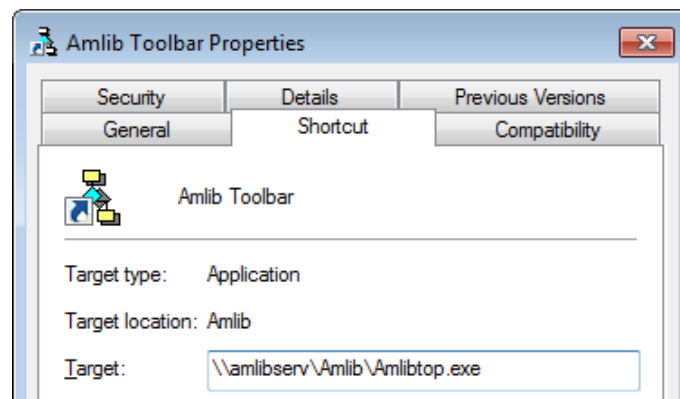 Amlib Toolbar Properties
Security Details Previous Versions
General Shortcut Compatibility
Amlib Toolbar
Target type: Application
Target location: Amlib
Target: \\amlibserv\Amlib\Amlibtop.exe